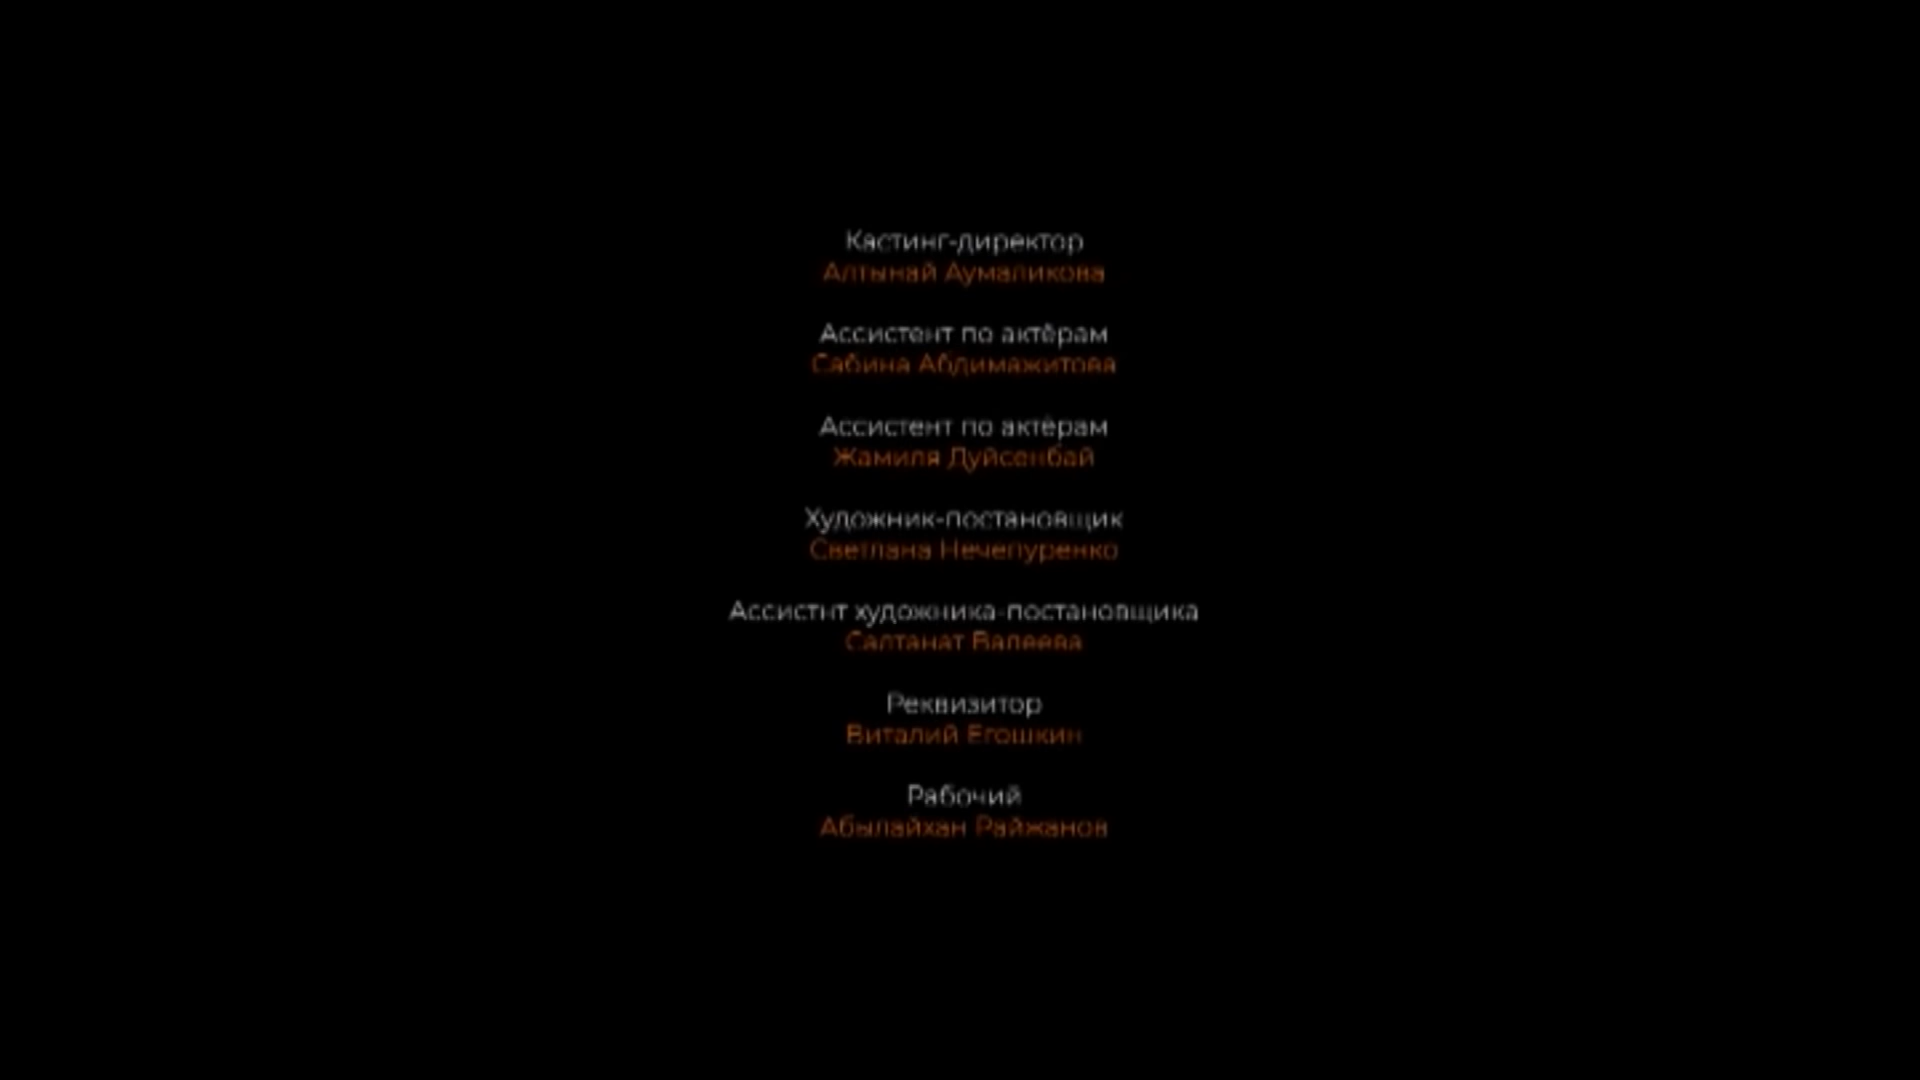 Кастинг-директор
Алтынай Аумаликова
Ассистент по актёрам
Сабина Абдимажитова
Ассистент по актёрам
Жамиля Дуйсенбай
Художник-постановщик
Светлана Нечепуренко
Ассистнт художника-постановщика
Салтанат Валеева
Реквизитор
Виталий Егошкин
Рабочий
Абылайхан Райжанов